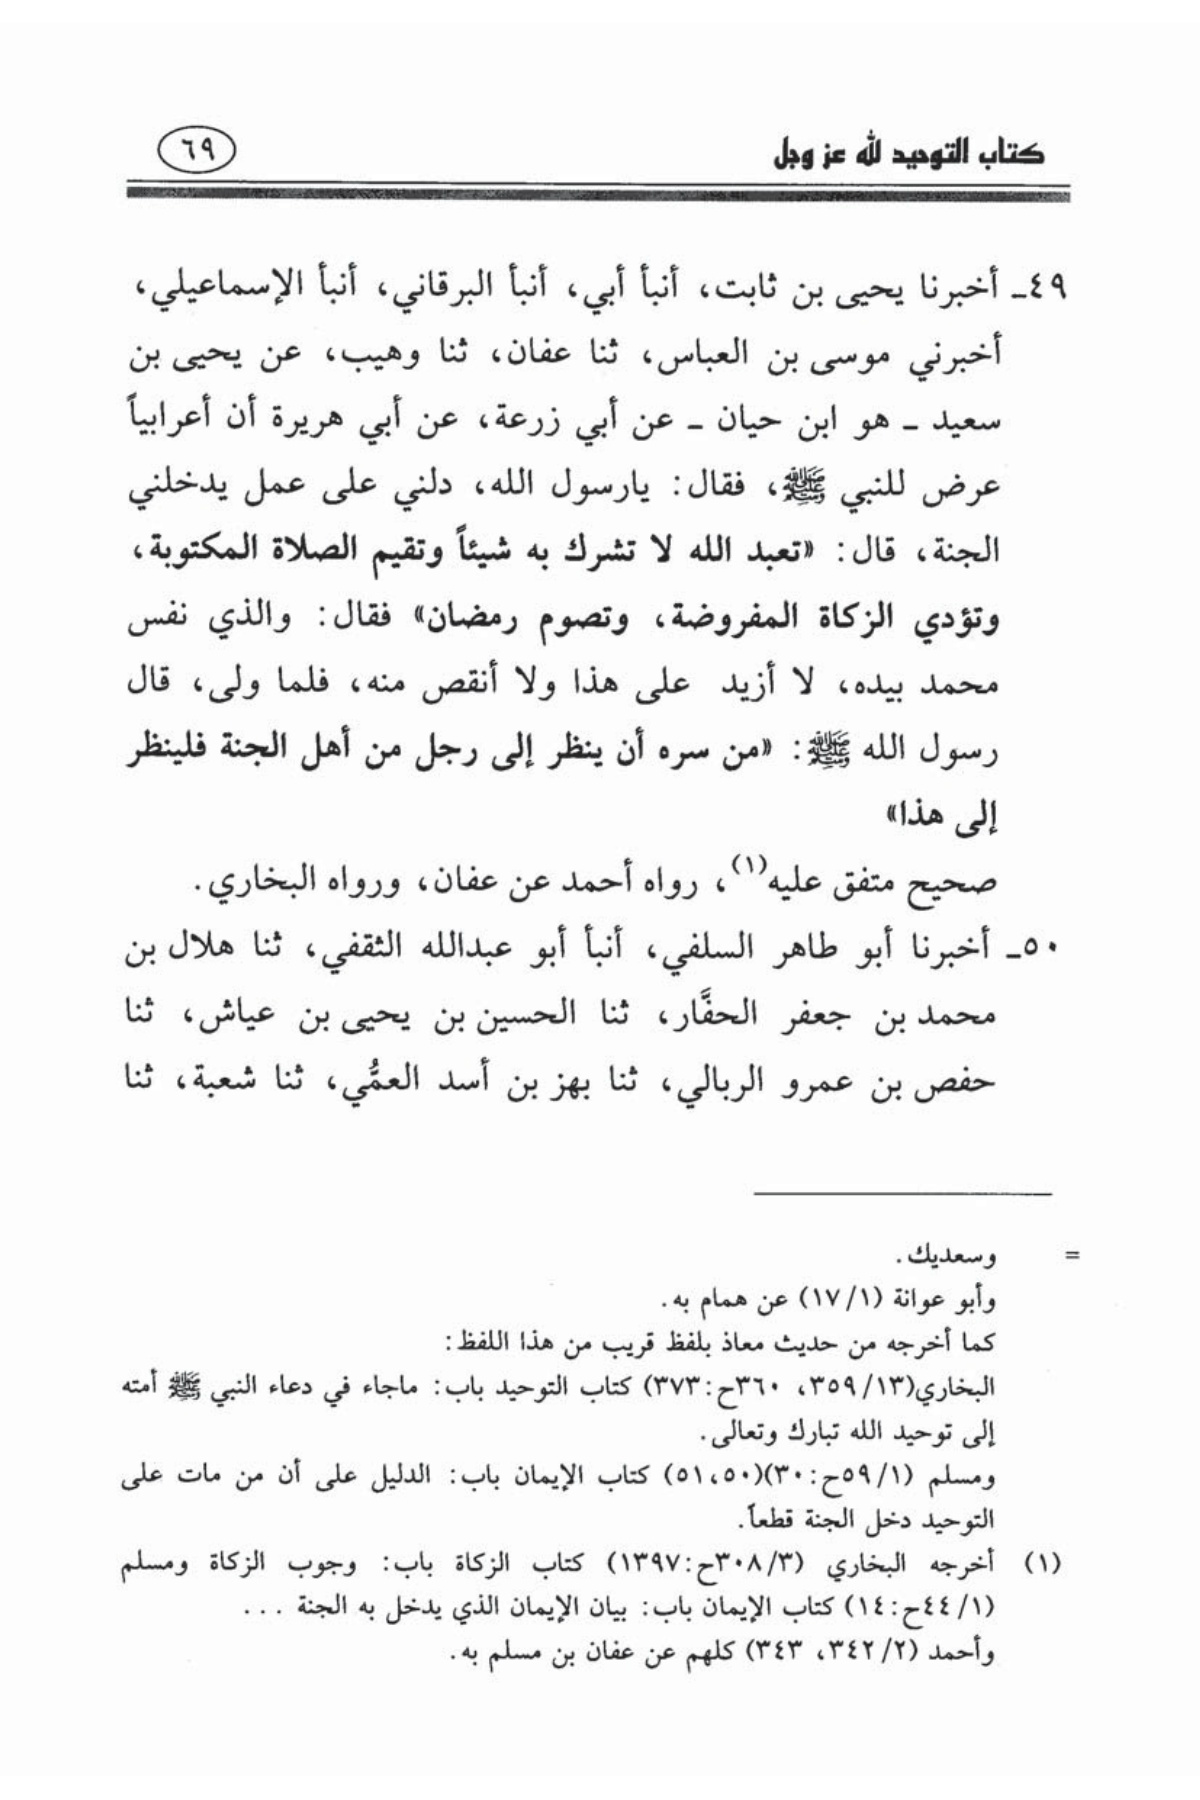 كتاب التوحيد لله عز وجل
٦٩
٤٩ـ أخبرنا يحيى بن ثابت، أنبأ أبي، أنبأ البرقاني، أنبأ الإسماعيلي،
أخبرني موسى بن العباس، ثنا عفان، ثنا وهيب، عن يحيى بن
سعيد ـ هو ابن حيان ـ عن أبي زرعة، عن أبي هريرة أن أعرابياً
عرض للنبي ﷺ، فقال: يارسول الله، دلني على عمل يدخلني
الجنة، قال: «تعبد الله لا تشرك به شيئاً وتقيم الصلاة المكتوبة،
وتؤدي الزكاة المفروضة، وتصوم رمضان» فقال: والذي نفس
محمد بيده، لا أزيد على هذا ولا أنقص منه، فلما ولى، قال
رسول الله ﷺ: «من سره أن ينظر إلى رجل من أهل الجنة فلينظر
إلى هذا»
صحيح متفق عليه(١)، رواه أحمد عن عفان، ورواه البخاري.
٥٠ـ أخبرنا أبو طاهر السلفي، أنبأ أبو عبدالله الثقفي، ثنا هلال بن
محمد بن جعفر الحفَّار، ثنا الحسين بن يحيى بن عياش، ثنا
حفص بن عمرو الربالي، ثنا بهز بن أسد العمُّي، ثنا شعبة، ثنا
= وسعديك.
وأبو عوانة (١٧/١) عن همام به.
كما أخرجه من حديث معاذ بلفظ قريب من هذا اللفظ:
البخاري(٣٥٩/١٣، ٣٦٠ح:٣٧٣) كتاب التوحيد باب: ماجاء في دعاء النبي ﷺ أمته
إلى توحيد الله تبارك وتعالى.
ومسلم (٥٩/١ح:٣٠)(٥١،٥٠) كتاب الإيمان باب: الدليل على أن من مات على
التوحيد دخل الجنة قطعاً.
(١) أخرجه البخاري (٣٠٨/٣ح:١٣٩٧) كتاب الزكاة باب: وجوب الزكاة ومسلم
(٤٤/١ح:١٤) كتاب الإيمان باب: بيان الإيمان الذي يدخل به الجنة ...
وأحمد (٣٤٢/٢، ٣٤٣) كلهم عن عفان بن مسلم به.